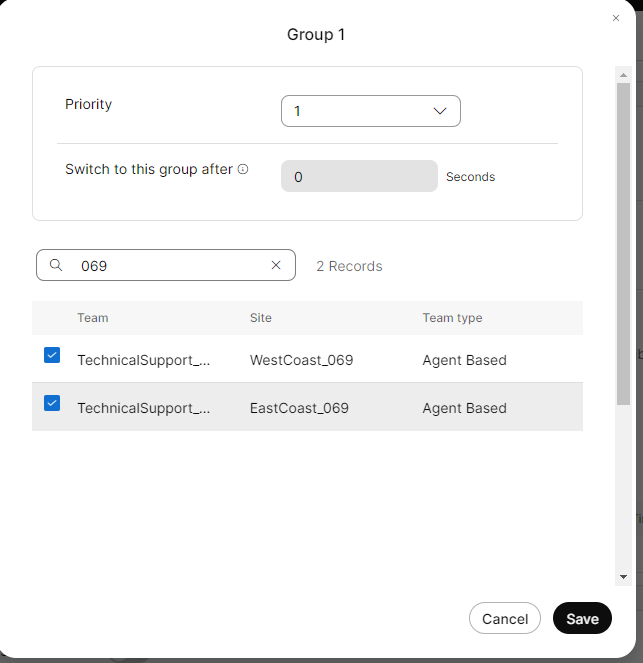 Group 1
Priority
1
Switch to this group after
0
Seconds
069
2 Records
Team Site Team type
TechnicalSupport_... WestCoast_069 Agent Based
TechnicalSupport_... EastCoast_069 Agent Based
Cancel Save